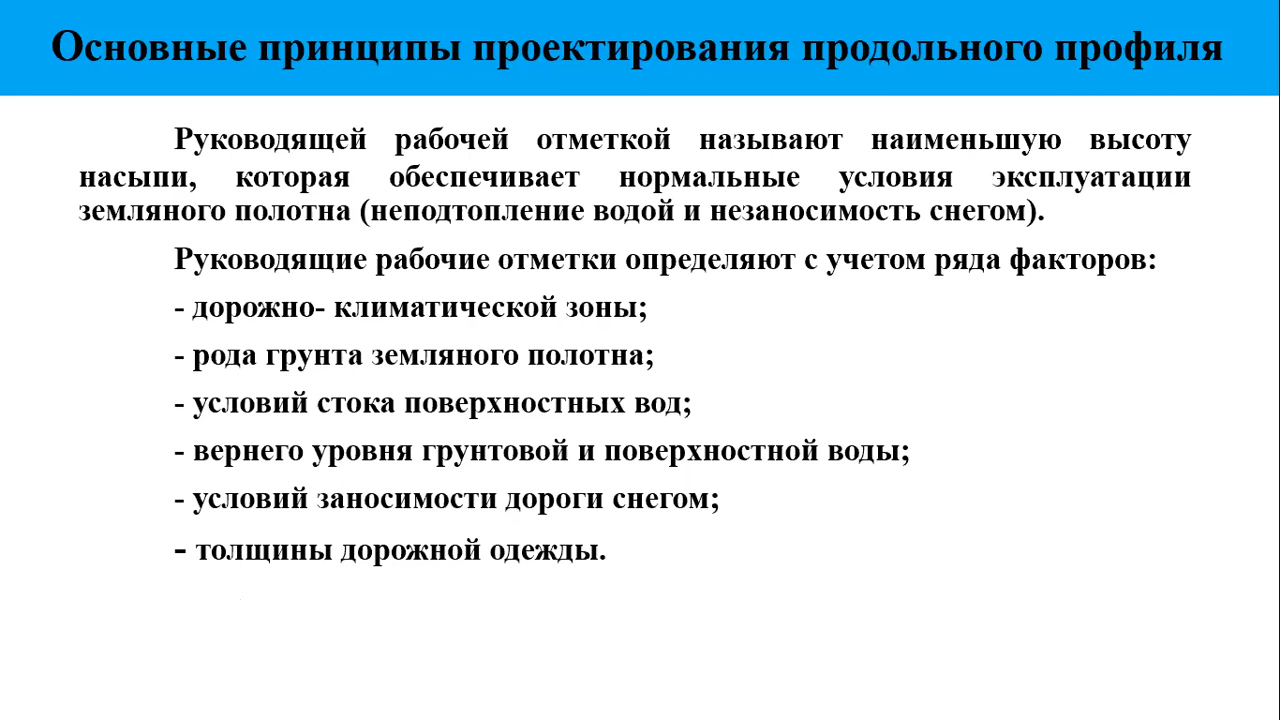 Основные принципы проектирования продольного профиля
Руководящей рабочей отметкой называют наименьшую высоту
насыпи, которая обеспечивает нормальные условия эксплуатации
земляного полотна (неподтопление водой и незаносимость снегом).
Руководящие рабочие отметки определяют с учетом ряда факторов:
- дорожно- климатической зоны;
- рода грунта земляного полотна;
- условий стока поверхностных вод;
- вернего уровня грунтовой и поверхностной воды;
- условий заносимости дороги снегом;
- толщины дорожной одежды.